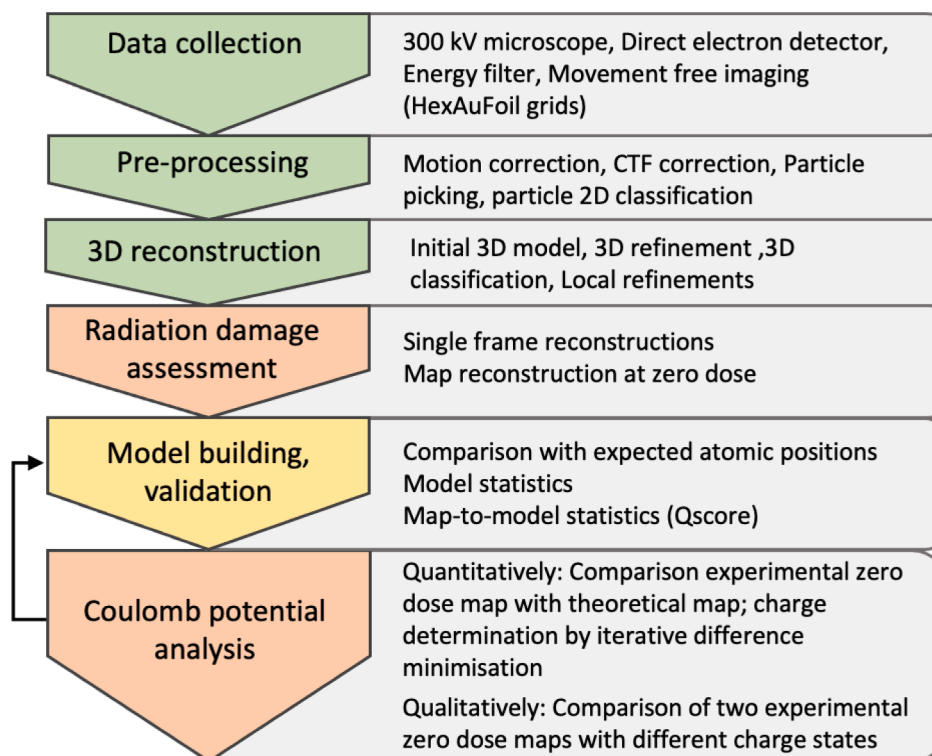 Data collection
300 kV microscope, Direct electron detector,
Energy filter, Movement free imaging
(HexAuFoil grids)
Pre-processing
Motion correction, CTF correction, Particle
picking, particle 2D classification
3D reconstruction
Initial 3D model, 3D refinement ,3D
classification, Local refinements
Radiation damage
assessment
Single frame reconstructions
Map reconstruction at zero dose
Model building,
validation
Comparison with expected atomic positions
Model statistics
Map-to-model statistics (Qscore)
Coulomb potential
analysis
Quantitatively: Comparison experimental zero
dose map with theoretical map; charge
determination by iterative difference
minimisation
Qualitatively: Comparison of two experimental
zero dose maps with different charge states